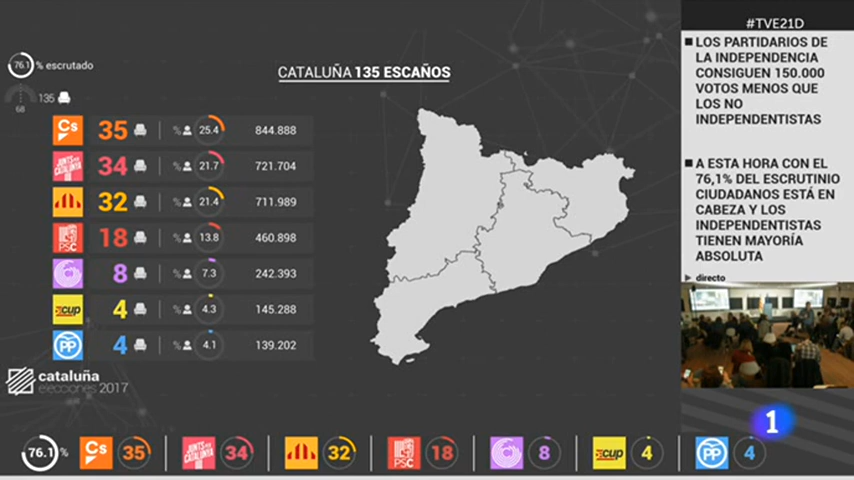 76.1 % escrutado
135
68
CATALUÑA 135 ESCAÑOS
Cs 35 % 25.4 844.888
JUNTS PER CATALUNYA 34 % 21.7 721.704
32 % 21.4 711.989
PSC 18 % 13.8 460.898
8 % 7.3 242.393
cup 4 % 4.3 145.288
PP 4 % 4.1 139.202
cataluña
elecciones 2017
#TVE21D
LOS PARTIDARIOS DE
LA INDEPENDENCIA
CONSIGUEN 150.000
VOTOS MENOS QUE
LOS NO
INDEPENDENTISTAS
A ESTA HORA CON EL
76,1% DEL ESCRUTINIO
CIUDADANOS ESTÁ EN
CABEZA Y LOS
INDEPENDENTISTAS
TIENEN MAYORÍA
ABSOLUTA
directo
1
76.1 % Cs 35 JUNTS PER CATALUNYA 34 32 PSC 18 8 cup 4 PP 4